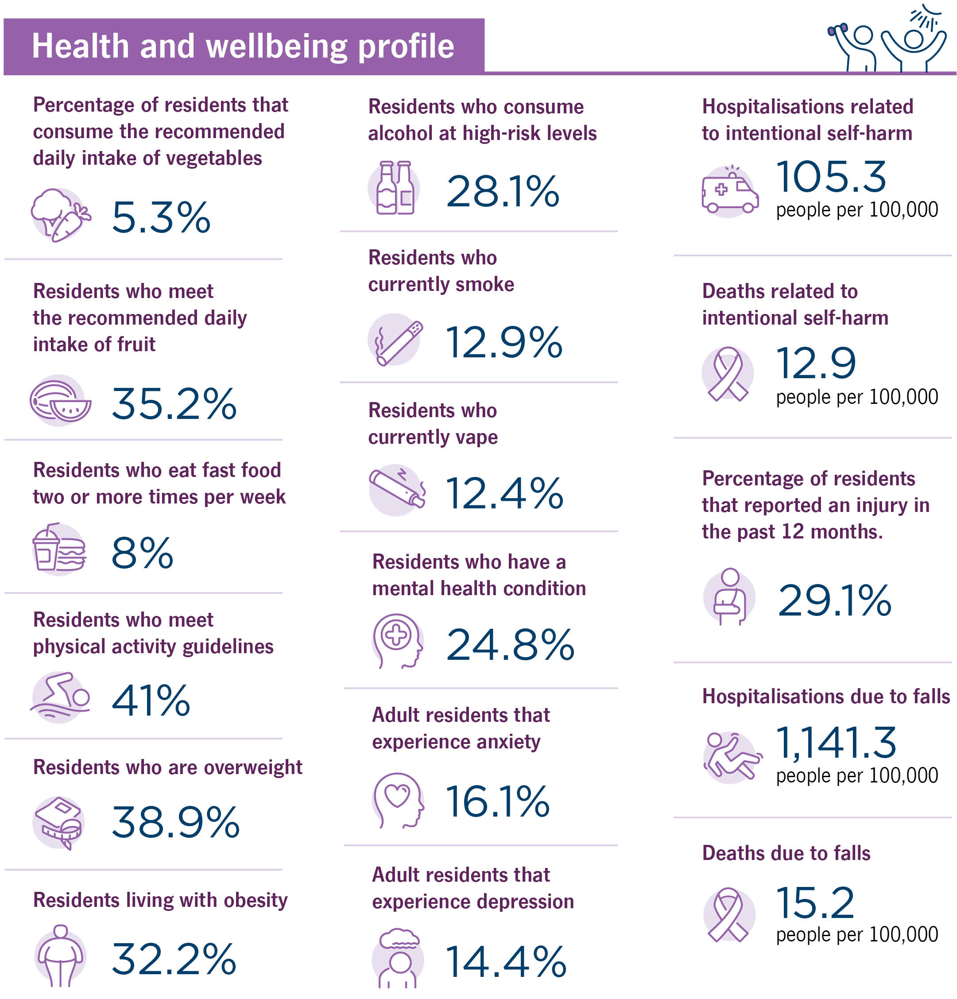 Health and wellbeing profile
Percentage of residents that
consume the recommended
daily intake of vegetables
5.3%
Residents who meet
the recommended daily
intake of fruit
35.2%
Residents who eat fast food
two or more times per week
8%
Residents who meet
physical activity guidelines
41%
Residents who are overweight
38.9%
Residents living with obesity
32.2%
Residents who consume
alcohol at high-risk levels
28.1%
Residents who
currently smoke
12.9%
Residents who
currently vape
12.4%
Residents who have a
mental health condition
24.8%
Adult residents that
experience anxiety
16.1%
Adult residents that
experience depression
14.4%
Hospitalisations related
to intentional self-harm
105.3
people per 100,000
Deaths related to
intentional self-harm
12.9
people per 100,000
Percentage of residents
that reported an injury in
the past 12 months.
29.1%
Hospitalisations due to falls
1,141.3
people per 100,000
Deaths due to falls
15.2
people per 100,000